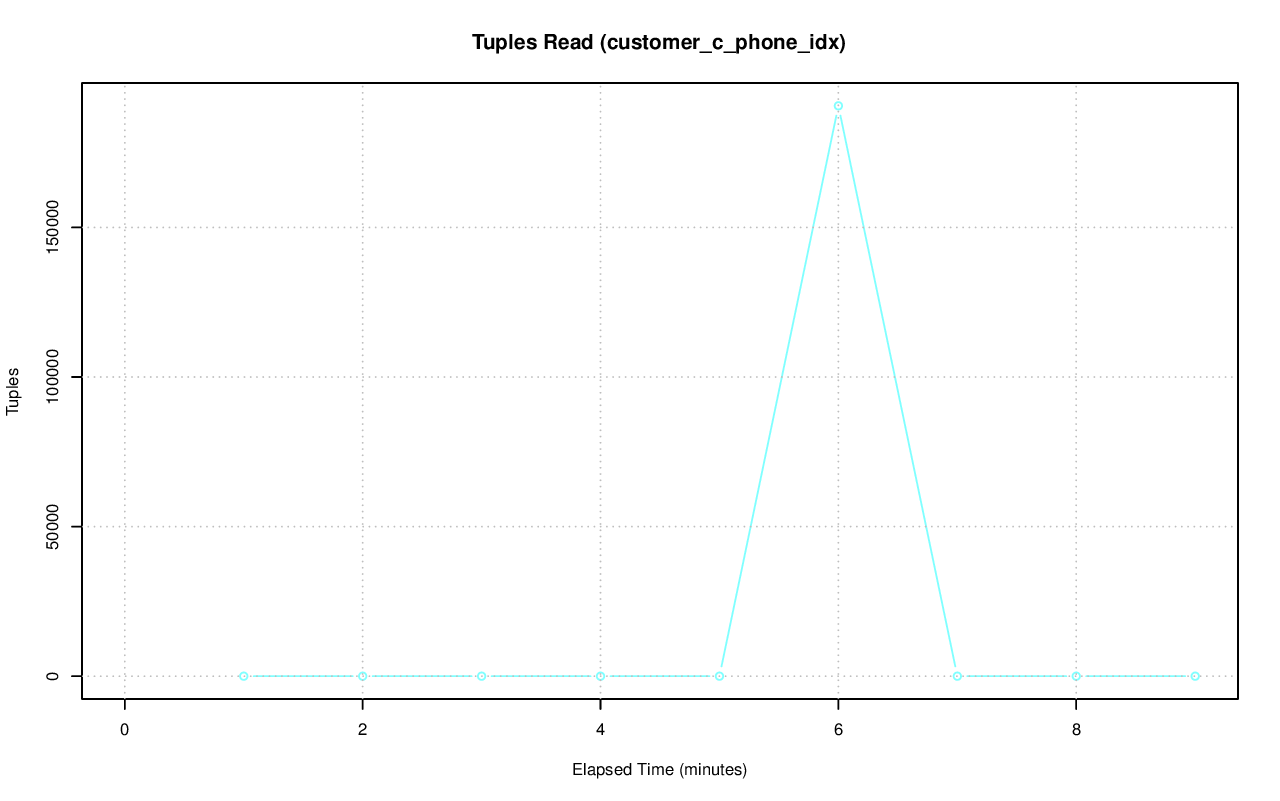 Tuples Read (customer_c_phone_idx)
Tuples
150000
100000
50000
0
0 2 4 6 8
Elapsed Time (minutes)